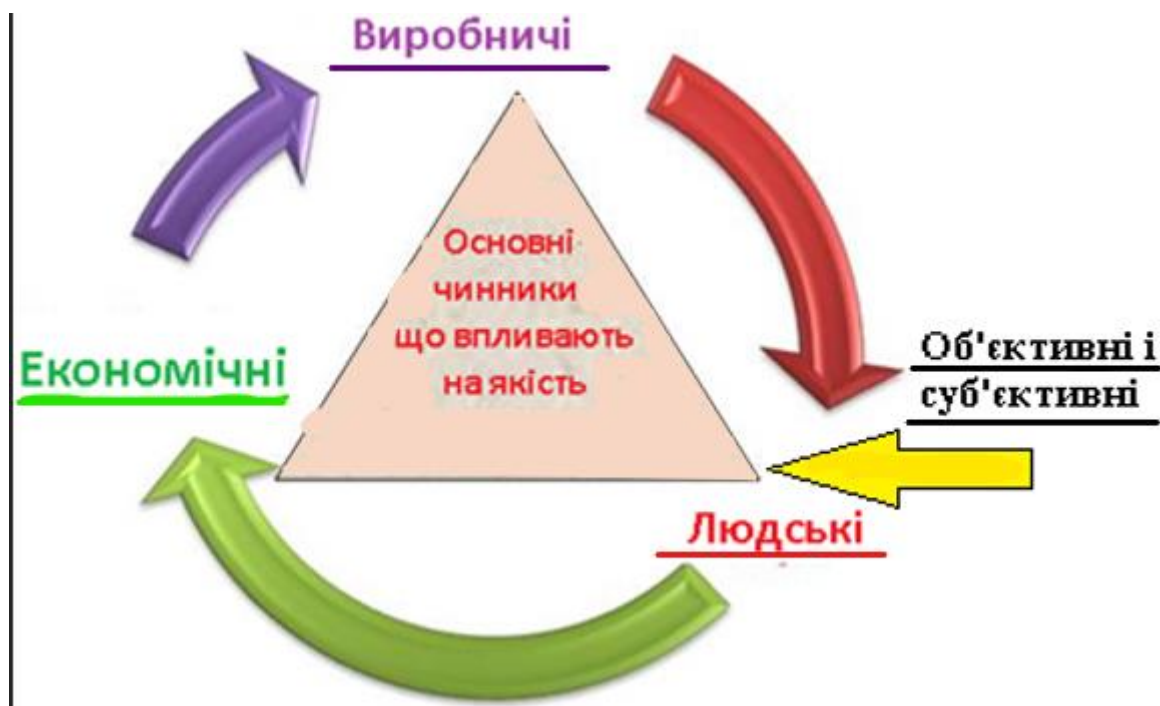 Виробничі
Основні
чинники
що впливають
на якість
Економічні
Об'єктивні і
суб'єктивні
Людські